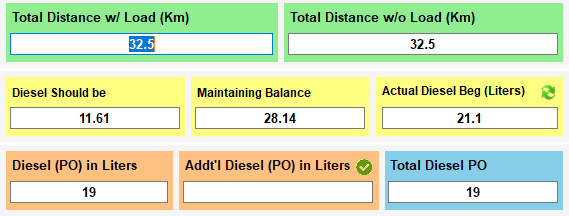 Total Distance w/ Load (Km) Total Distance w/o Load (Km)
32.5 32.5
Diesel Should be Maintaining Balance Actual Diesel Beg (Liters)
11.61 28.14 21.1
Diesel (PO) in Liters Addt'l Diesel (PO) in Liters Total Diesel PO
19 19